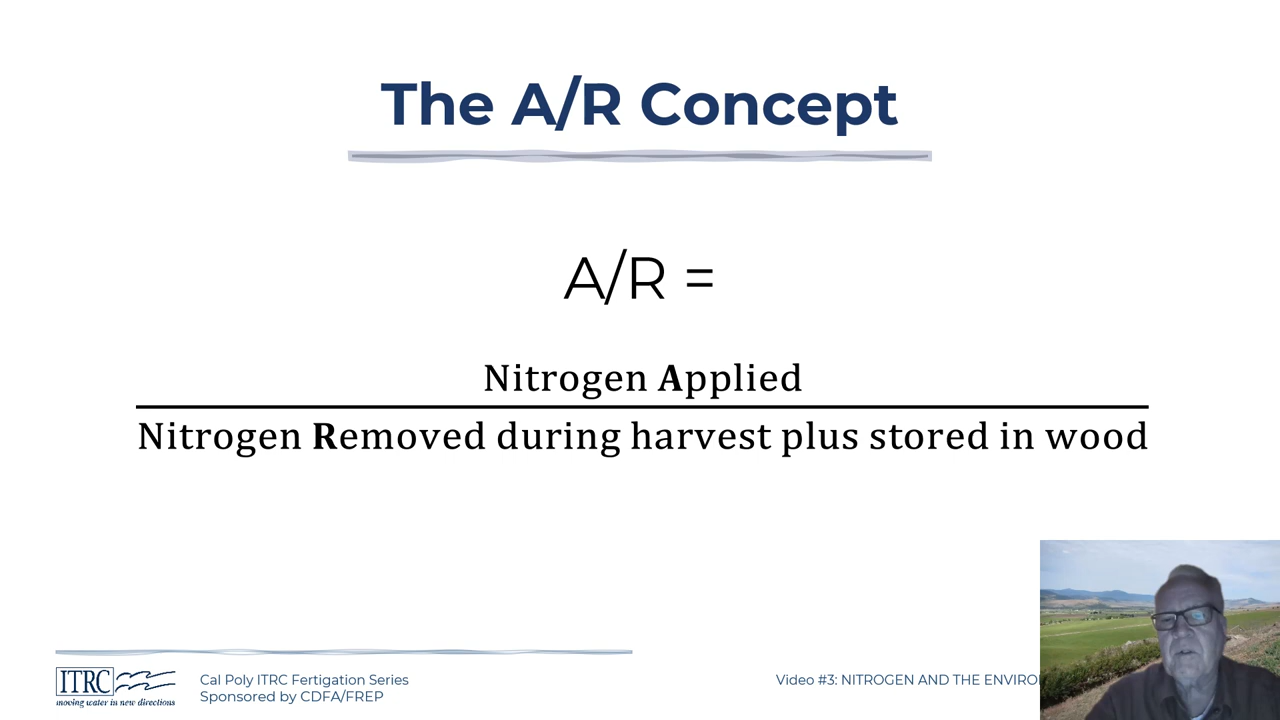 The A/R Concept
A/R =
Nitrogen Applied
Nitrogen Removed during harvest plus stored in wood
ITRC
moving water in new directions
Cal Poly ITRC Fertigation Series
Sponsored by CDFA/FREP
Video #3: NITROGEN AND THE